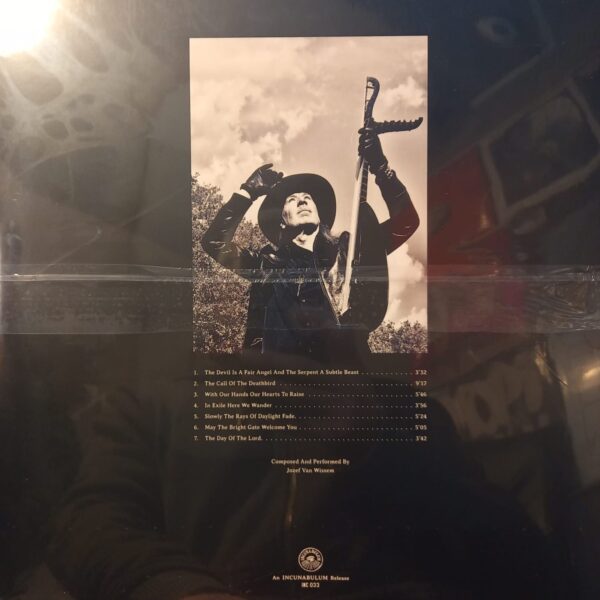 1. The Devil Is A Fair Angel And The Serpent A Subtle Beast . . . . . . . . . . . . 3'32
2. The Call Of The Deathbird . . . . . . . . . . . . . . . . . . . . . . . . . . . . . . 9'37
3. With Our Hands Our Hearts To Raise . . . . . . . . . . . . . . . . . . . . . . . 5'46
4. In Exile Here We Wander . . . . . . . . . . . . . . . . . . . . . . . . . . . . . . 3'56
5. Slowly The Rays Of Daylight Fade. . . . . . . . . . . . . . . . . . . . . . . . . 5'24
6. May The Bright Gate Welcome You . . . . . . . . . . . . . . . . . . . . . . . . 5'05
7. The Day Of The Lord. . . . . . . . . . . . . . . . . . . . . . . . . . . . . . . . . 3'42
Composed And Performed By
Jozef Van Wissem
An INCUNABULUM Release
INC 033